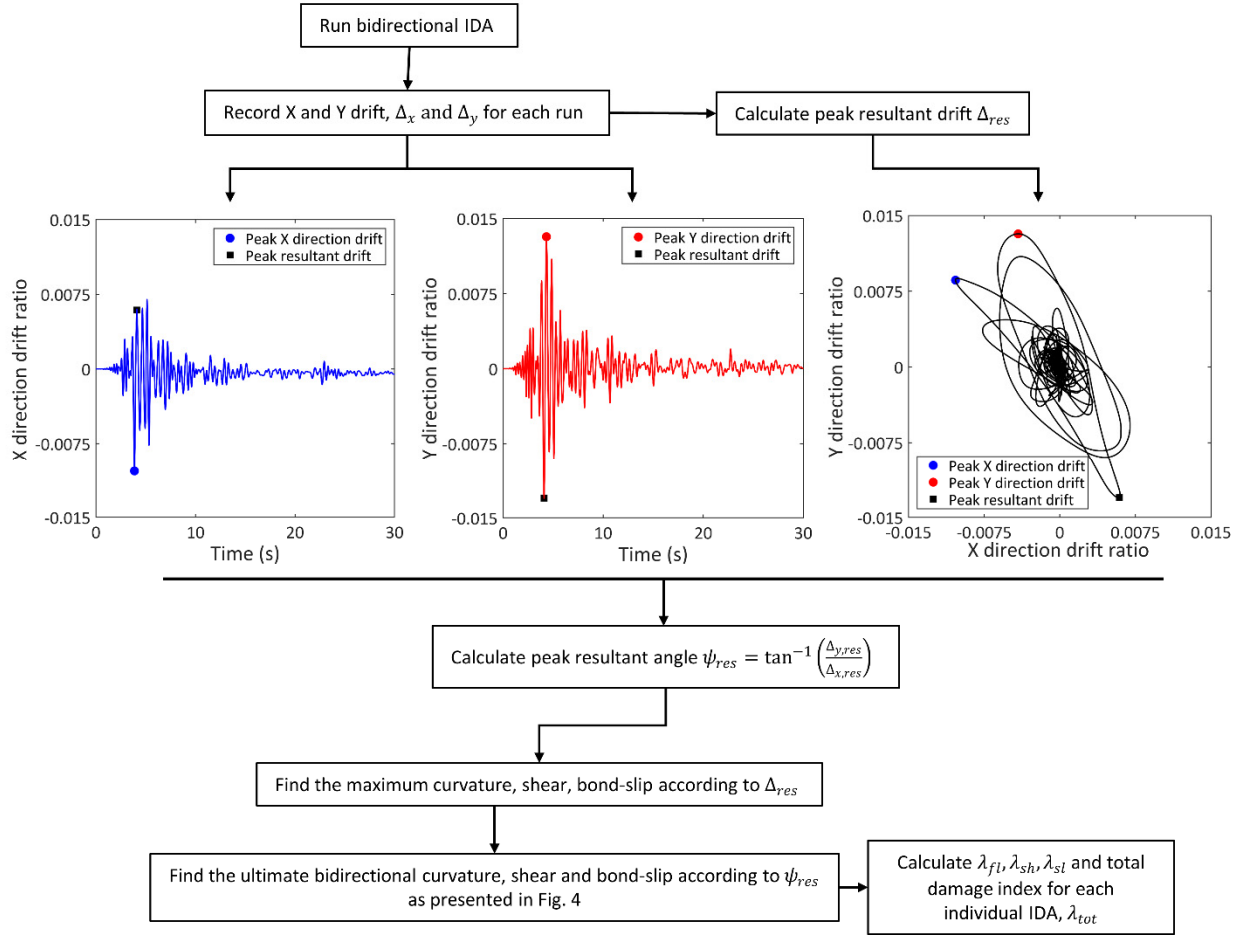 Run bidirectional IDA
Record X and Y drift, Δ𝑥 and Δ𝑦 for each run
Calculate peak resultant drift Δ𝑟𝑒𝑠
0.015
0.0075
0
-0.0075
-0.015
X direction drift ratio
Peak X direction drift
Peak resultant drift
0
10
20
30
Time (s)
0.015
0.0075
0
-0.0075
-0.015
Y direction drift ratio
Peak Y direction drift
Peak resultant drift
0
10
20
30
Time (s)
0.015
0.0075
0
-0.0075
-0.015
Y direction drift ratio
Peak X direction drift
Peak Y direction drift
Peak resultant drift
-0.015
-0.0075
0
0.0075
0.015
X direction drift ratio
Calculate peak resultant angle ψ𝑟𝑒𝑠 = tan⁻¹ (Δ𝑦,𝑟𝑒𝑠 / Δ𝑥,𝑟𝑒𝑠)
Find the maximum curvature, shear, bond-slip according to Δ𝑟𝑒𝑠
Find the ultimate bidirectional curvature, shear and bond-slip according to ψ𝑟𝑒𝑠
as presented in Fig. 4
Calculate λ𝑓𝑙, λ𝑠ℎ, λ𝑠𝑙 and total
damage index for each
individual IDA, λ𝑡𝑜𝑡